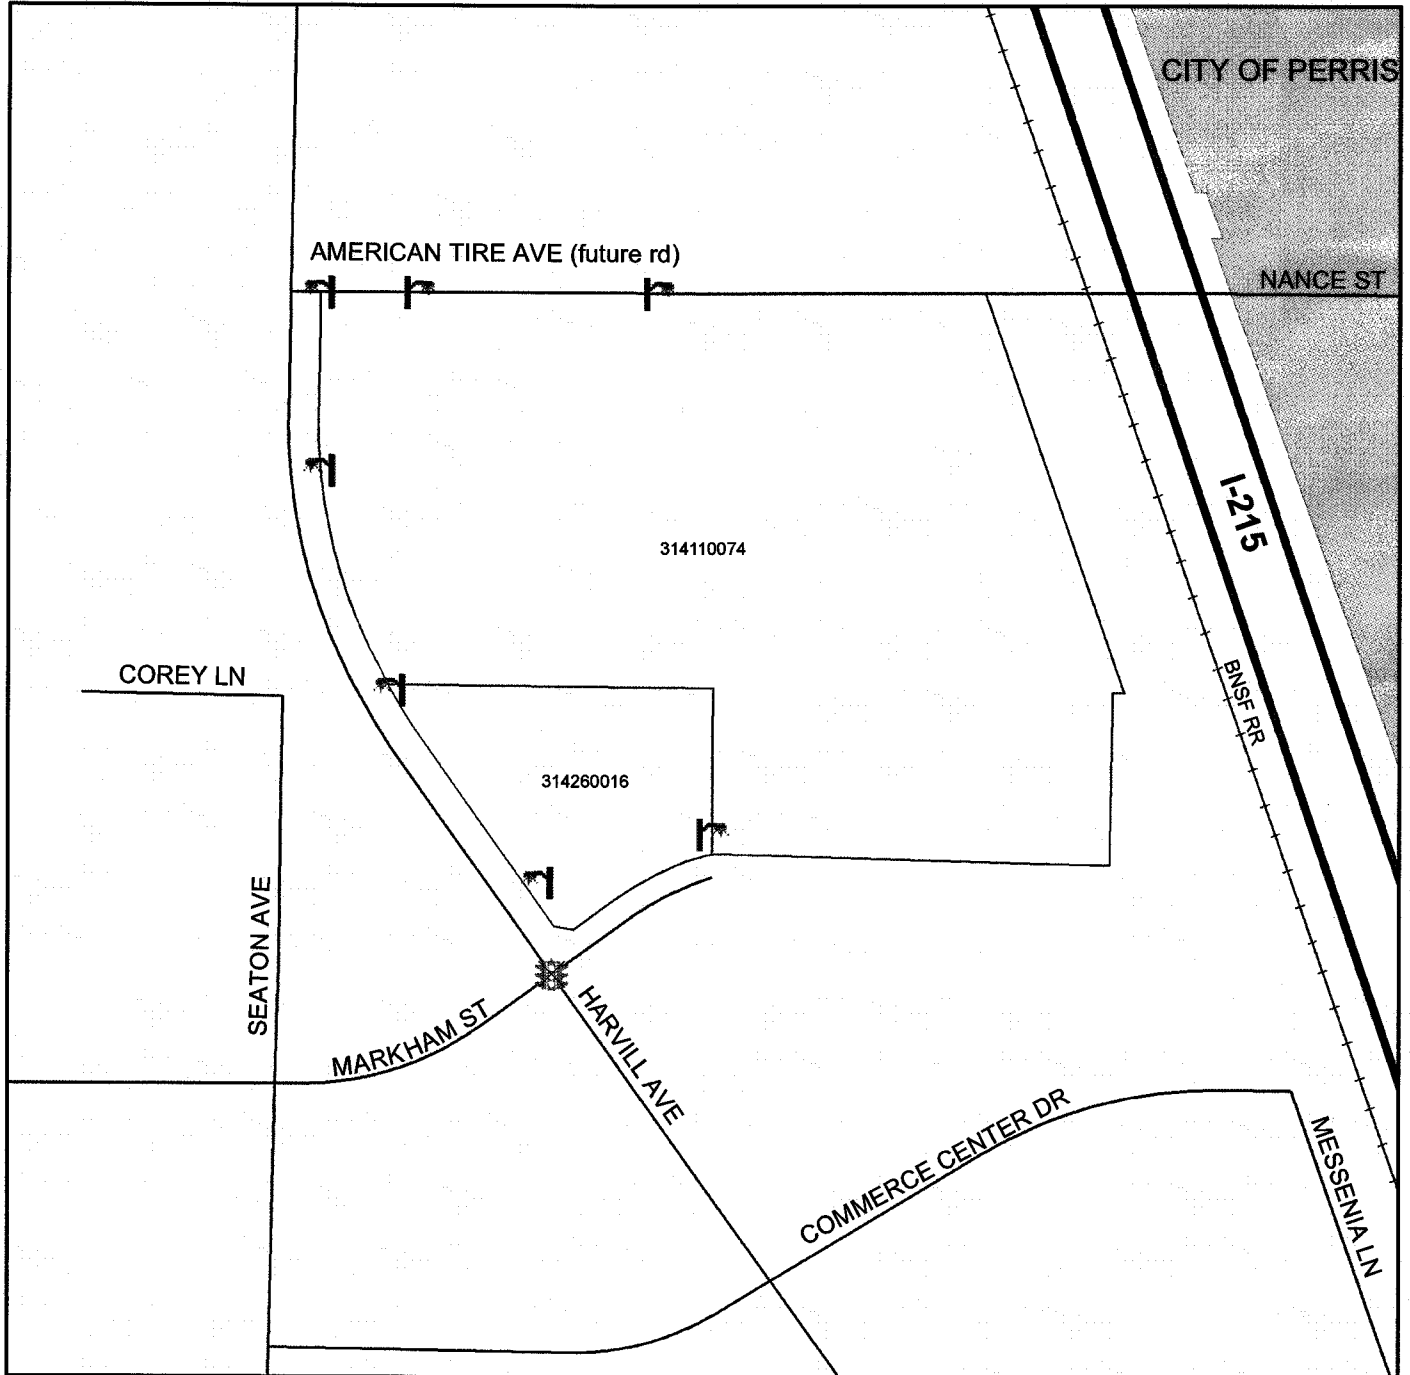 CITY OF PERRIS
AMERICAN TIRE AVE (future rd)
NANCE ST
I-215
314110074
COREY LN
BNSF RR
314260016
SEATON AVE
MARKHAM ST
HARVILL AVE
COMMERCE CENTER DR
MESSENIA LN